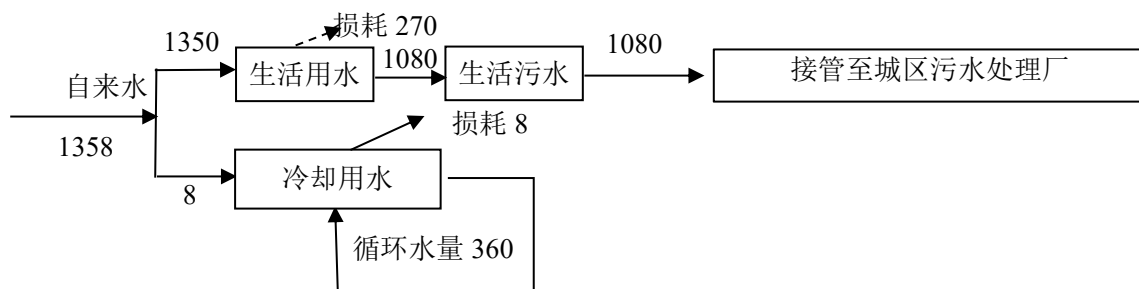 损耗 270
1350
1080
生活用水
1080
生活污水
接管至城区污水处理厂
自来水
损耗 8
1358
冷却用水
8
循环水量 360